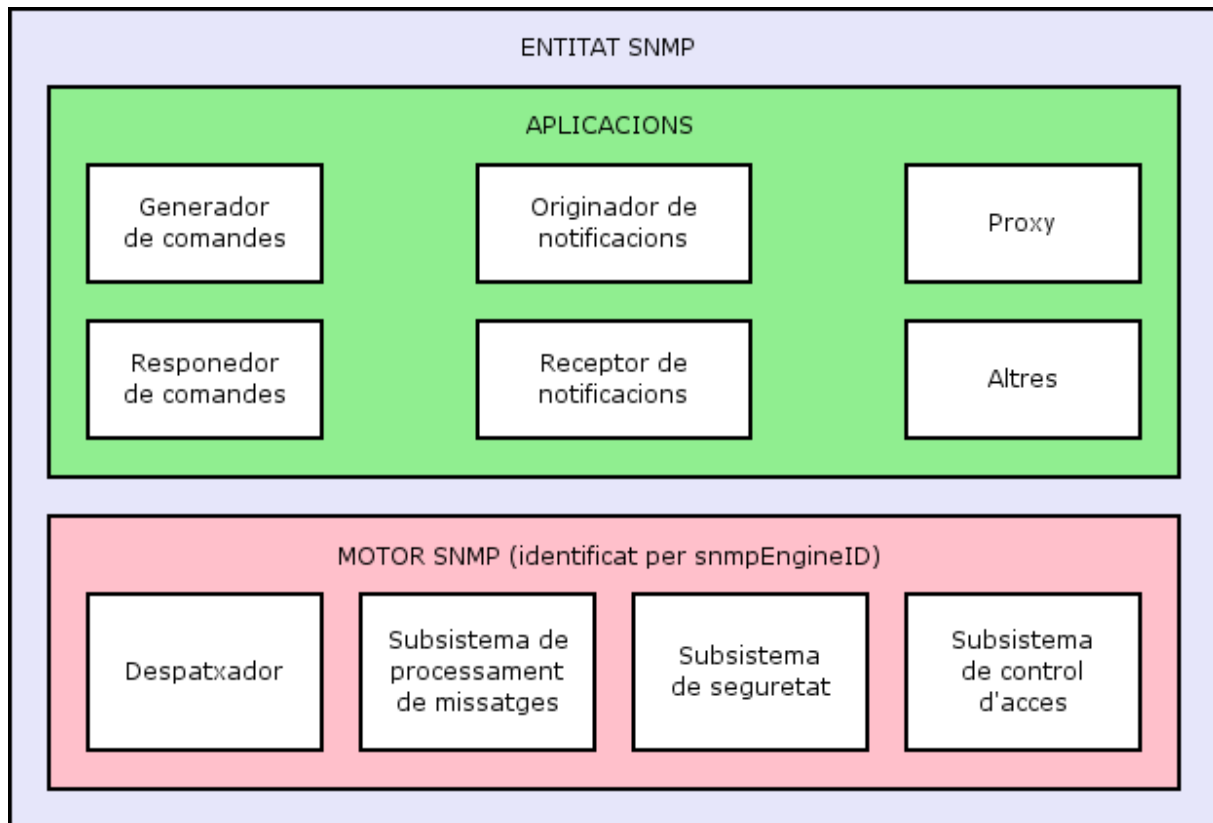 ENTITAT SNMP
APLICACIONS
Generador
de comandes
Originador de
notificacions
Proxy
Responedor
de comandes
Receptor de
notificacions
Altres
MOTOR SNMP (identificat per snmpEngineID)
Despatxador
Subsistema de
processament
de missatges
Subsistema
de seguretat
Subsistema
de control
d'acces